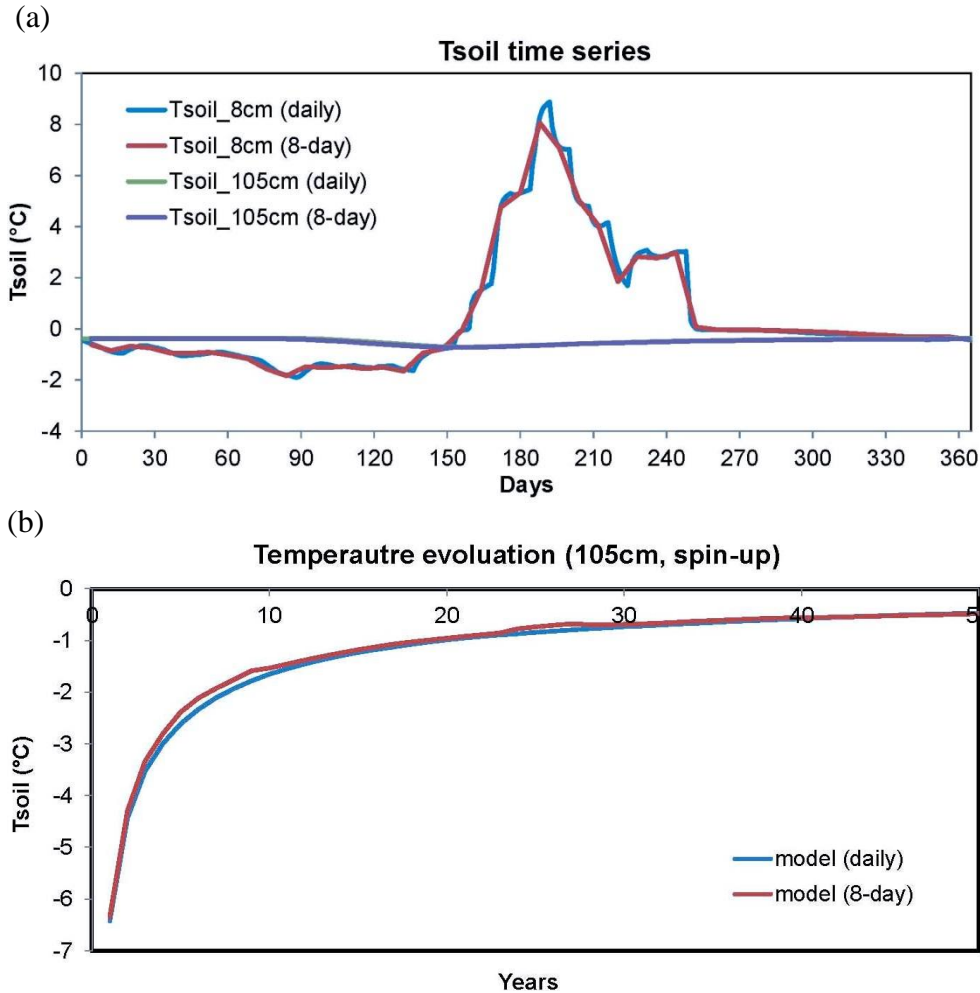 (a)
Tsoil time series
10
8
6
4
2
0
-2
-4
Tsoil (°C)
Tsoil_8cm (daily)
Tsoil_8cm (8-day)
Tsoil_105cm (daily)
Tsoil_105cm (8-day)
0 30 60 90 120 150 180 210 240 270 300 330 360
Days
(b)
Temperautre evoluation (105cm, spin-up)
0
-1
-2
-3
-4
-5
-6
-7
Tsoil (°C)
0 10 20 30 40 5
model (daily)
model (8-day)
Years